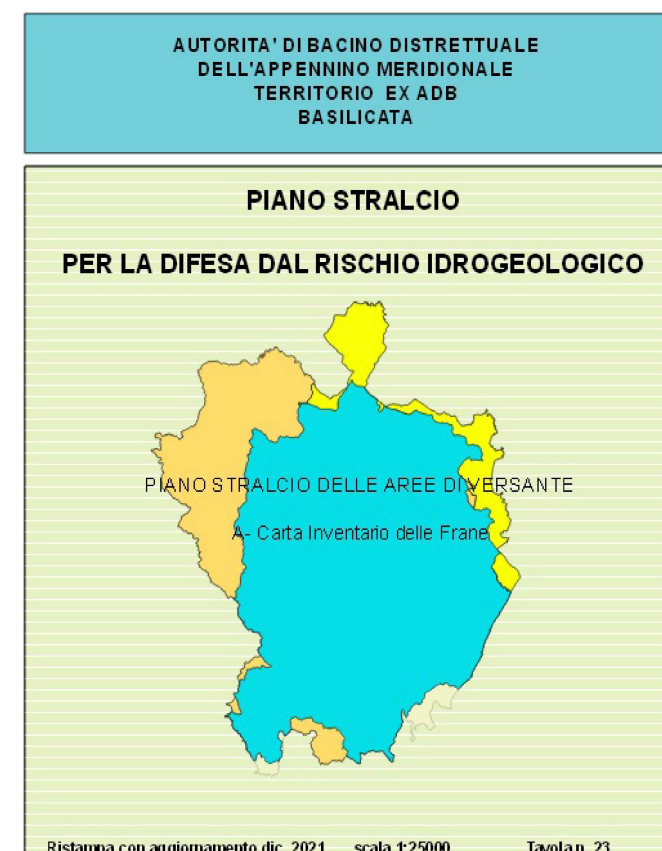 AUTORITA' DI BACINO DISTRETTUALE
DELL'APPENNINO MERIDIONALE
TERRITORIO EX ADB
BASILICATA
PIANO STRALCIO
PER LA DIFESA DAL RISCHIO IDROGEOLOGICO
PIANO STRALCIO DELLE AREE DI VERSANTE
A- Carta Inventario delle Frane
Ristampa con aggiornamento dic. 2021 scala 1:25000 Tavola n. 23